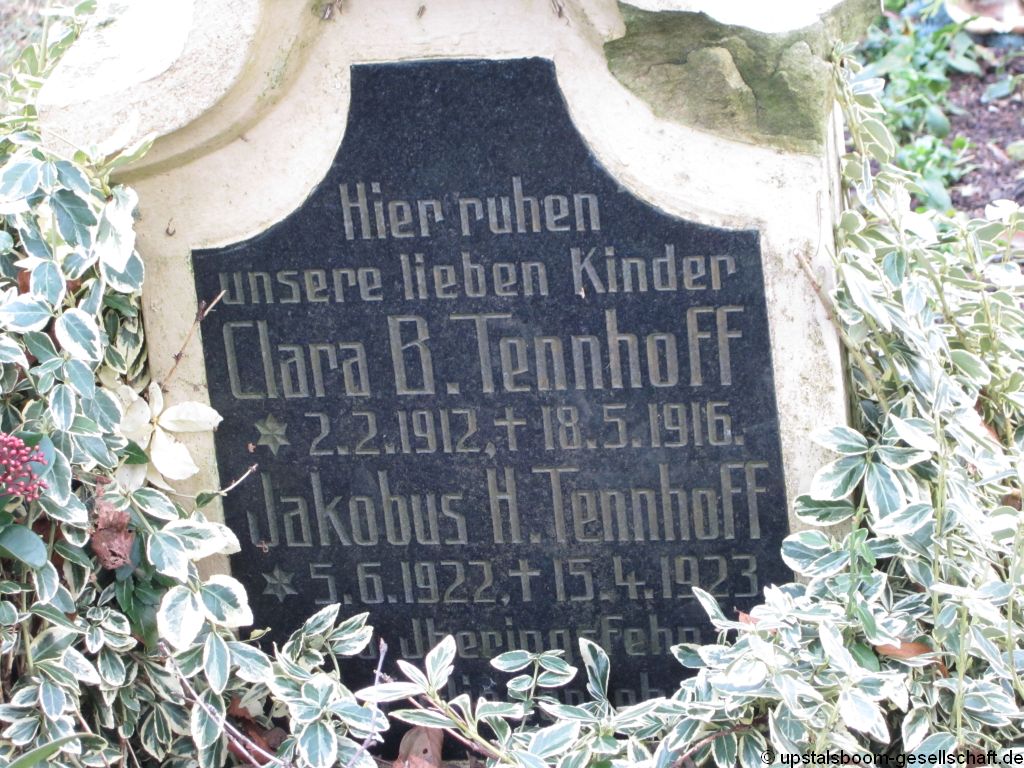 Hier ruhen
unsere lieben Kinder
Clara B. Tennhoff
* 2.2.1912, † 18.5.1916.
Jakobus H. Tennhoff
* 5.6.1922, † 15.4.1923
© upstalsboom-gesellschaft.de